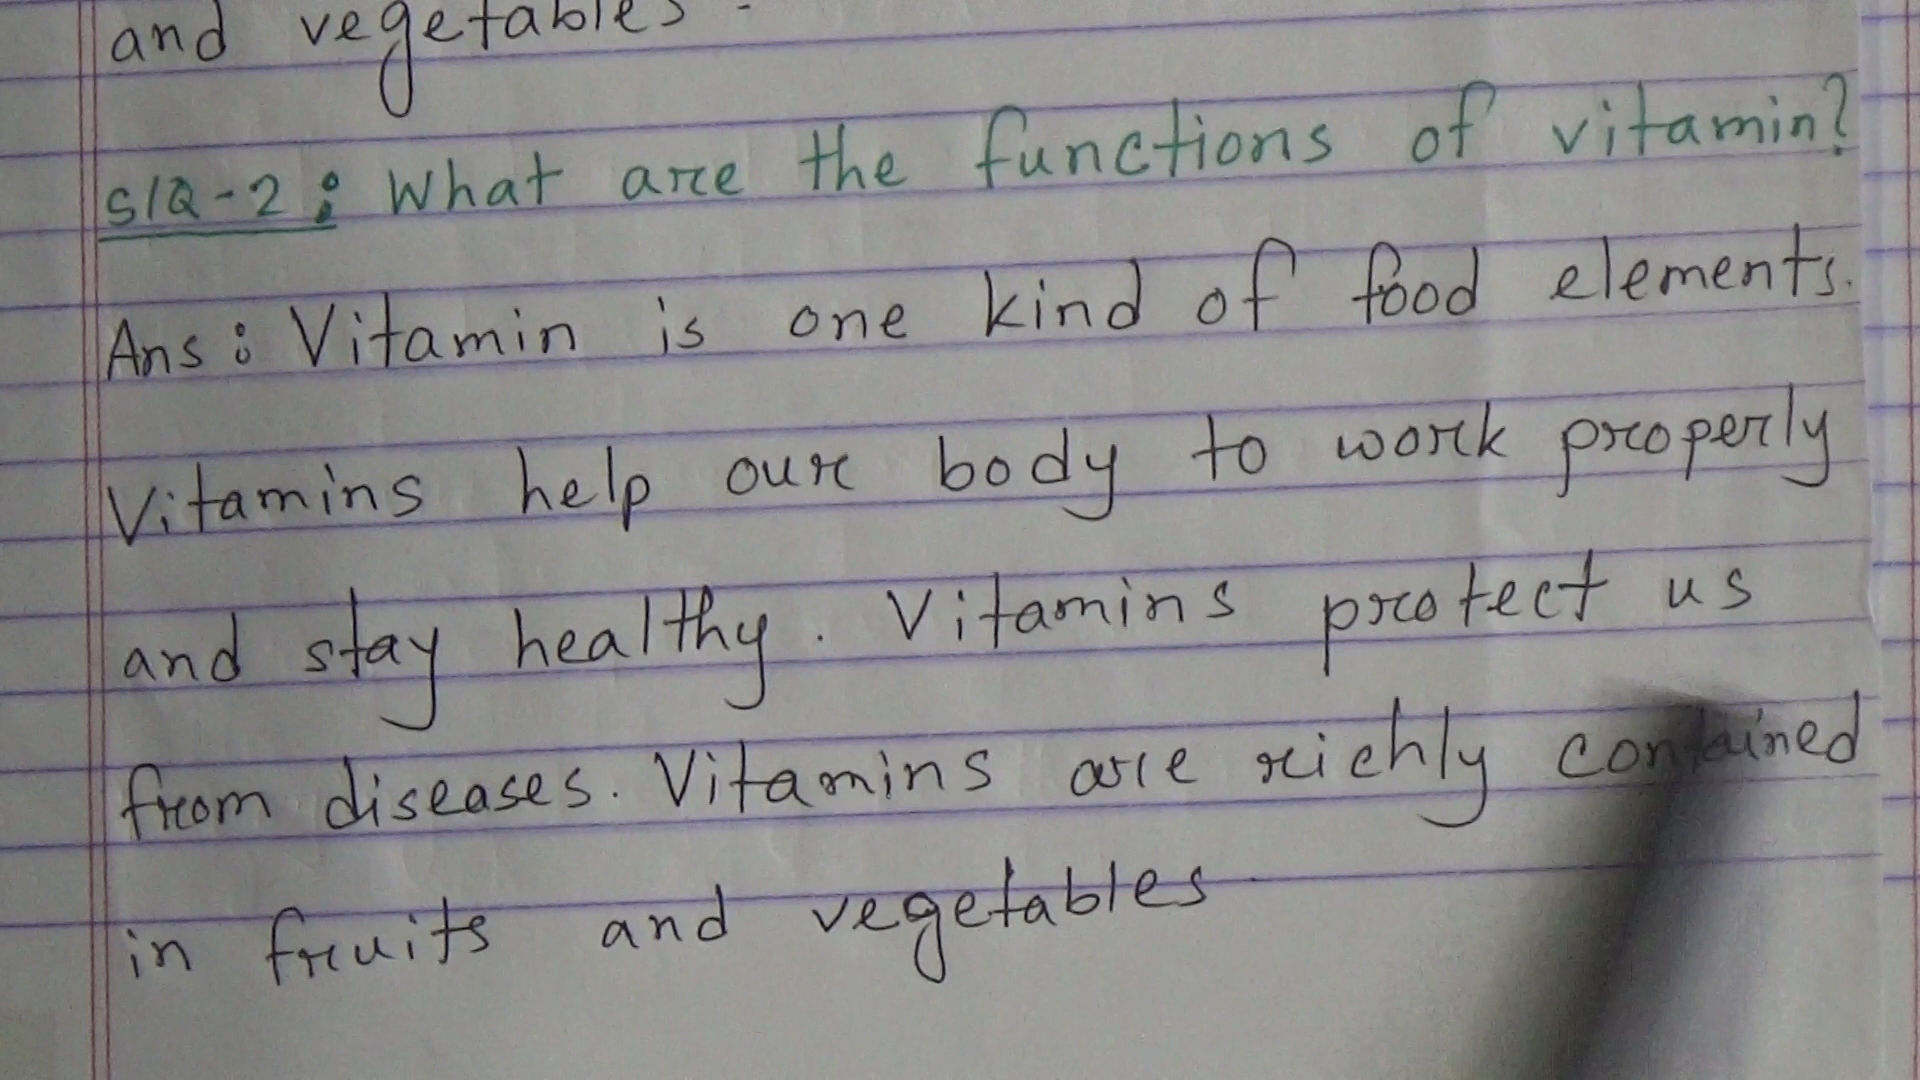 and vegetables.
S/Q-2: What are the functions of vitamin?
Ans: Vitamin is one kind of food elements.
Vitamins help our body to work properly
and stay healthy. Vitamins protect us
from diseases. Vitamins are richly contained
in fruits and vegetables.